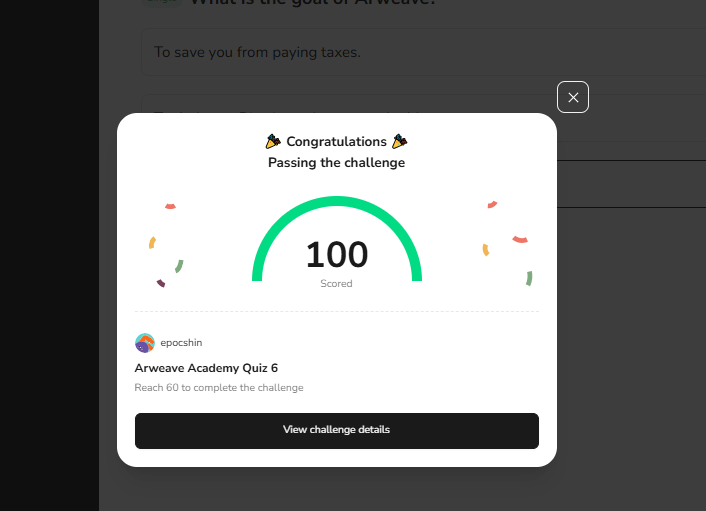 What is the goal of Arweave?
To save you from paying taxes.
🎉 Congratulations 🎉
Passing the challenge
100
Scored
epocshin
Arweave Academy Quiz 6
Reach 60 to complete the challenge
View challenge details